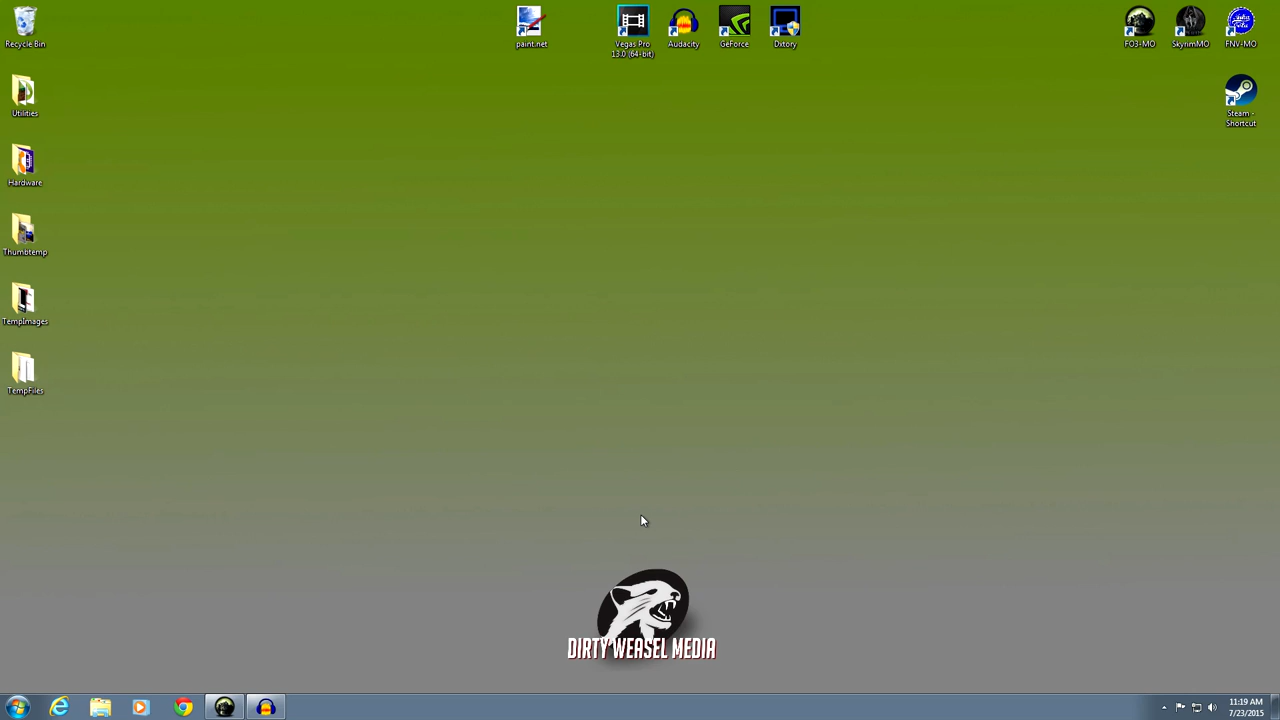 Recycle Bin
paint.net
Vegas Pro
13.0 (64-bit)
Audacity
GeForce
Dxtory
FO3-MO
SkyrimMO
FNV-MO
Utilities
Steam -
Shortcut
Hardware
Thumbtemp
TempImages
TempFiles
DIRTY WEASEL MEDIA
11:19 AM
7/23/2015